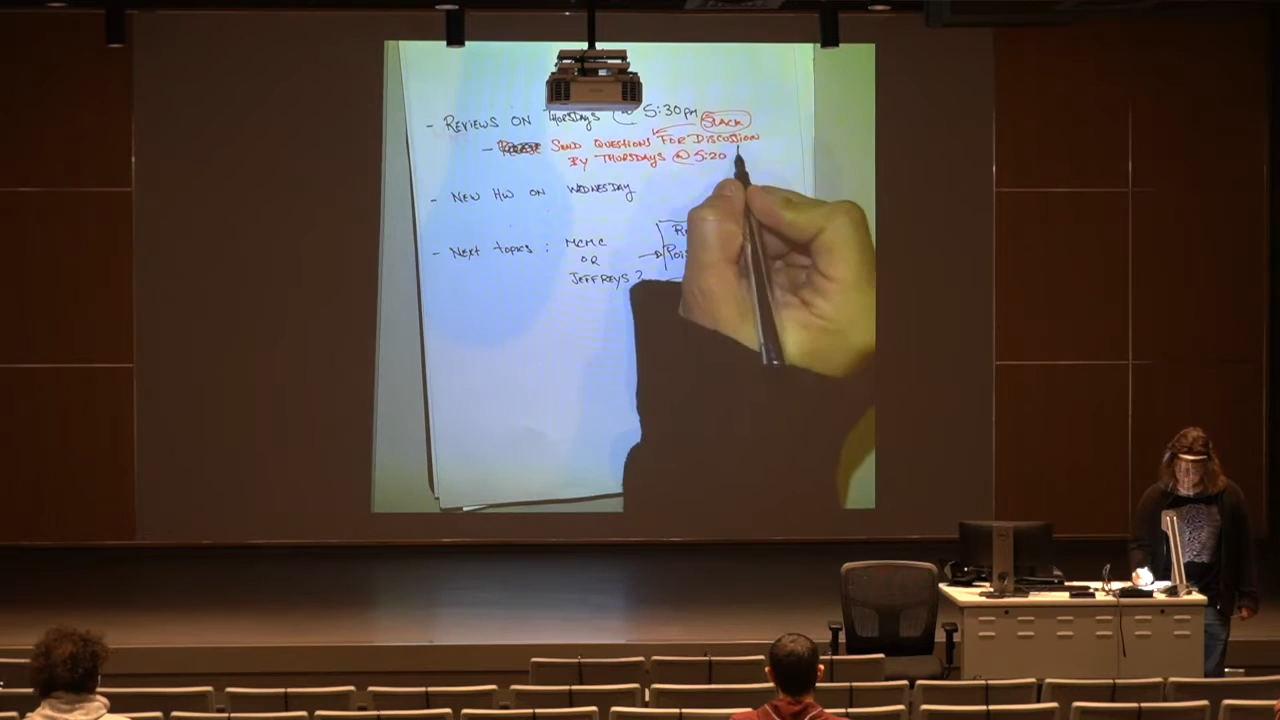 - REVIEWS ON THURSDAYS @ 5:30PM SLACK
- SEND QUESTIONS FOR DISCUSSION
BY THURSDAYS @ 5:20
- NEW HW ON WEDNESDAY
- NEXT TOPICS : MCMC
OR
JEFFREYS ?